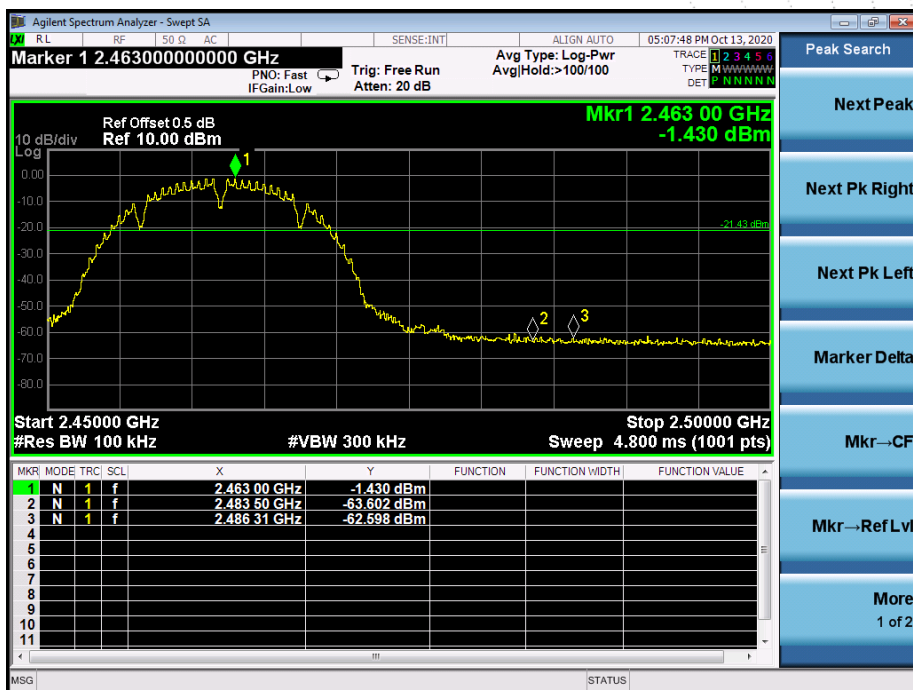 Agilent Spectrum Analyzer - Swept SA
LXI RL RF 50 Ω AC SENSE:INT ALIGN AUTO 05:07:48 PM Oct 13, 2020
Marker 1 2.463000000000 GHz
PNO: Fast
IFGain:Low
Trig: Free Run
Atten: 20 dB
Avg Type: Log-Pwr
Avg|Hold:>100/100
TRACE 1 2 3 4 5 6
TYPE M W W W W W
DET P N N N N N
Peak Search
Mkr1 2.463 00 GHz
-1.430 dBm
Ref Offset 0.5 dB
10 dB/div Ref 10.00 dBm
Log
1
0.00
-10.0
-20.0
-21.43 dBm
-30.0
-40.0
-50.0
-60.0
2
3
-70.0
-80.0
Start 2.45000 GHz Stop 2.50000 GHz
#Res BW 100 kHz #VBW 300 kHz Sweep 4.800 ms (1001 pts)
MKR MODE TRC SCL X Y FUNCTION FUNCTION WIDTH FUNCTION VALUE
1 N 1 f 2.463 00 GHz -1.430 dBm
2 N 1 f 2.483 50 GHz -63.602 dBm
3 N 1 f 2.486 31 GHz -62.598 dBm
4
5
6
7
8
9
10
11
MSG STATUS
Next Peak
Next Pk Right
Next Pk Left
Marker Delta
Mkr→CF
Mkr→Ref Lvl
More
1 of 2